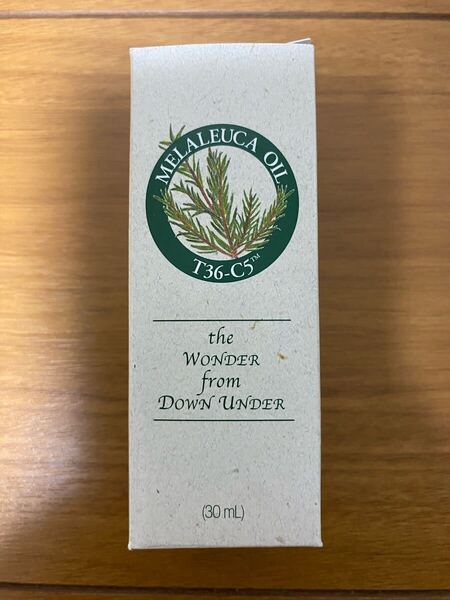 MELALEUCA OIL
T36-C5™
the
WONDER
from
DOWN UNDER
(30 mL)